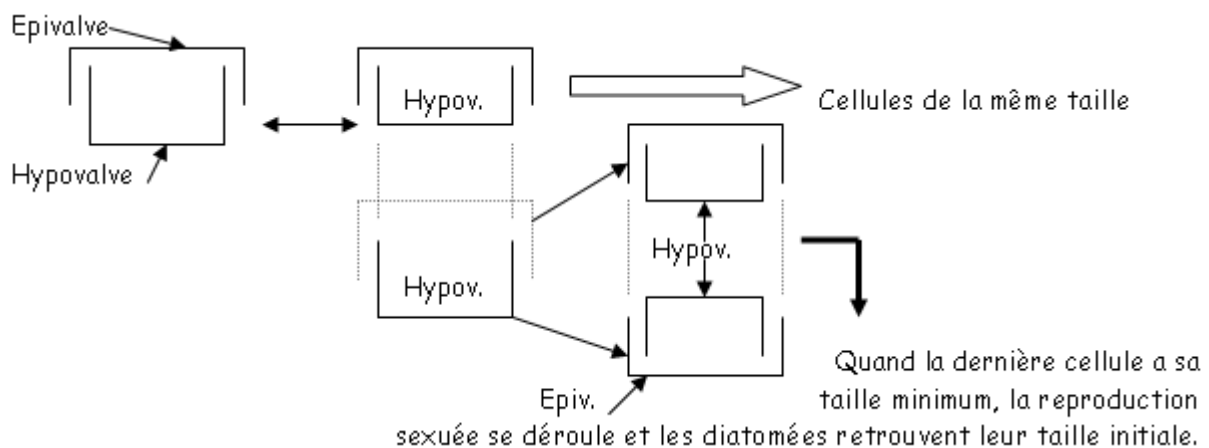 Epivalve
Hypov.
Cellules de la même taille
Hypovalve
Hypov.
Hypov.
Quand la dernière cellule a sa
Epiv.
taille minimum, la reproduction
sexuée se déroule et les diatomées retrouvent leur taille initiale.